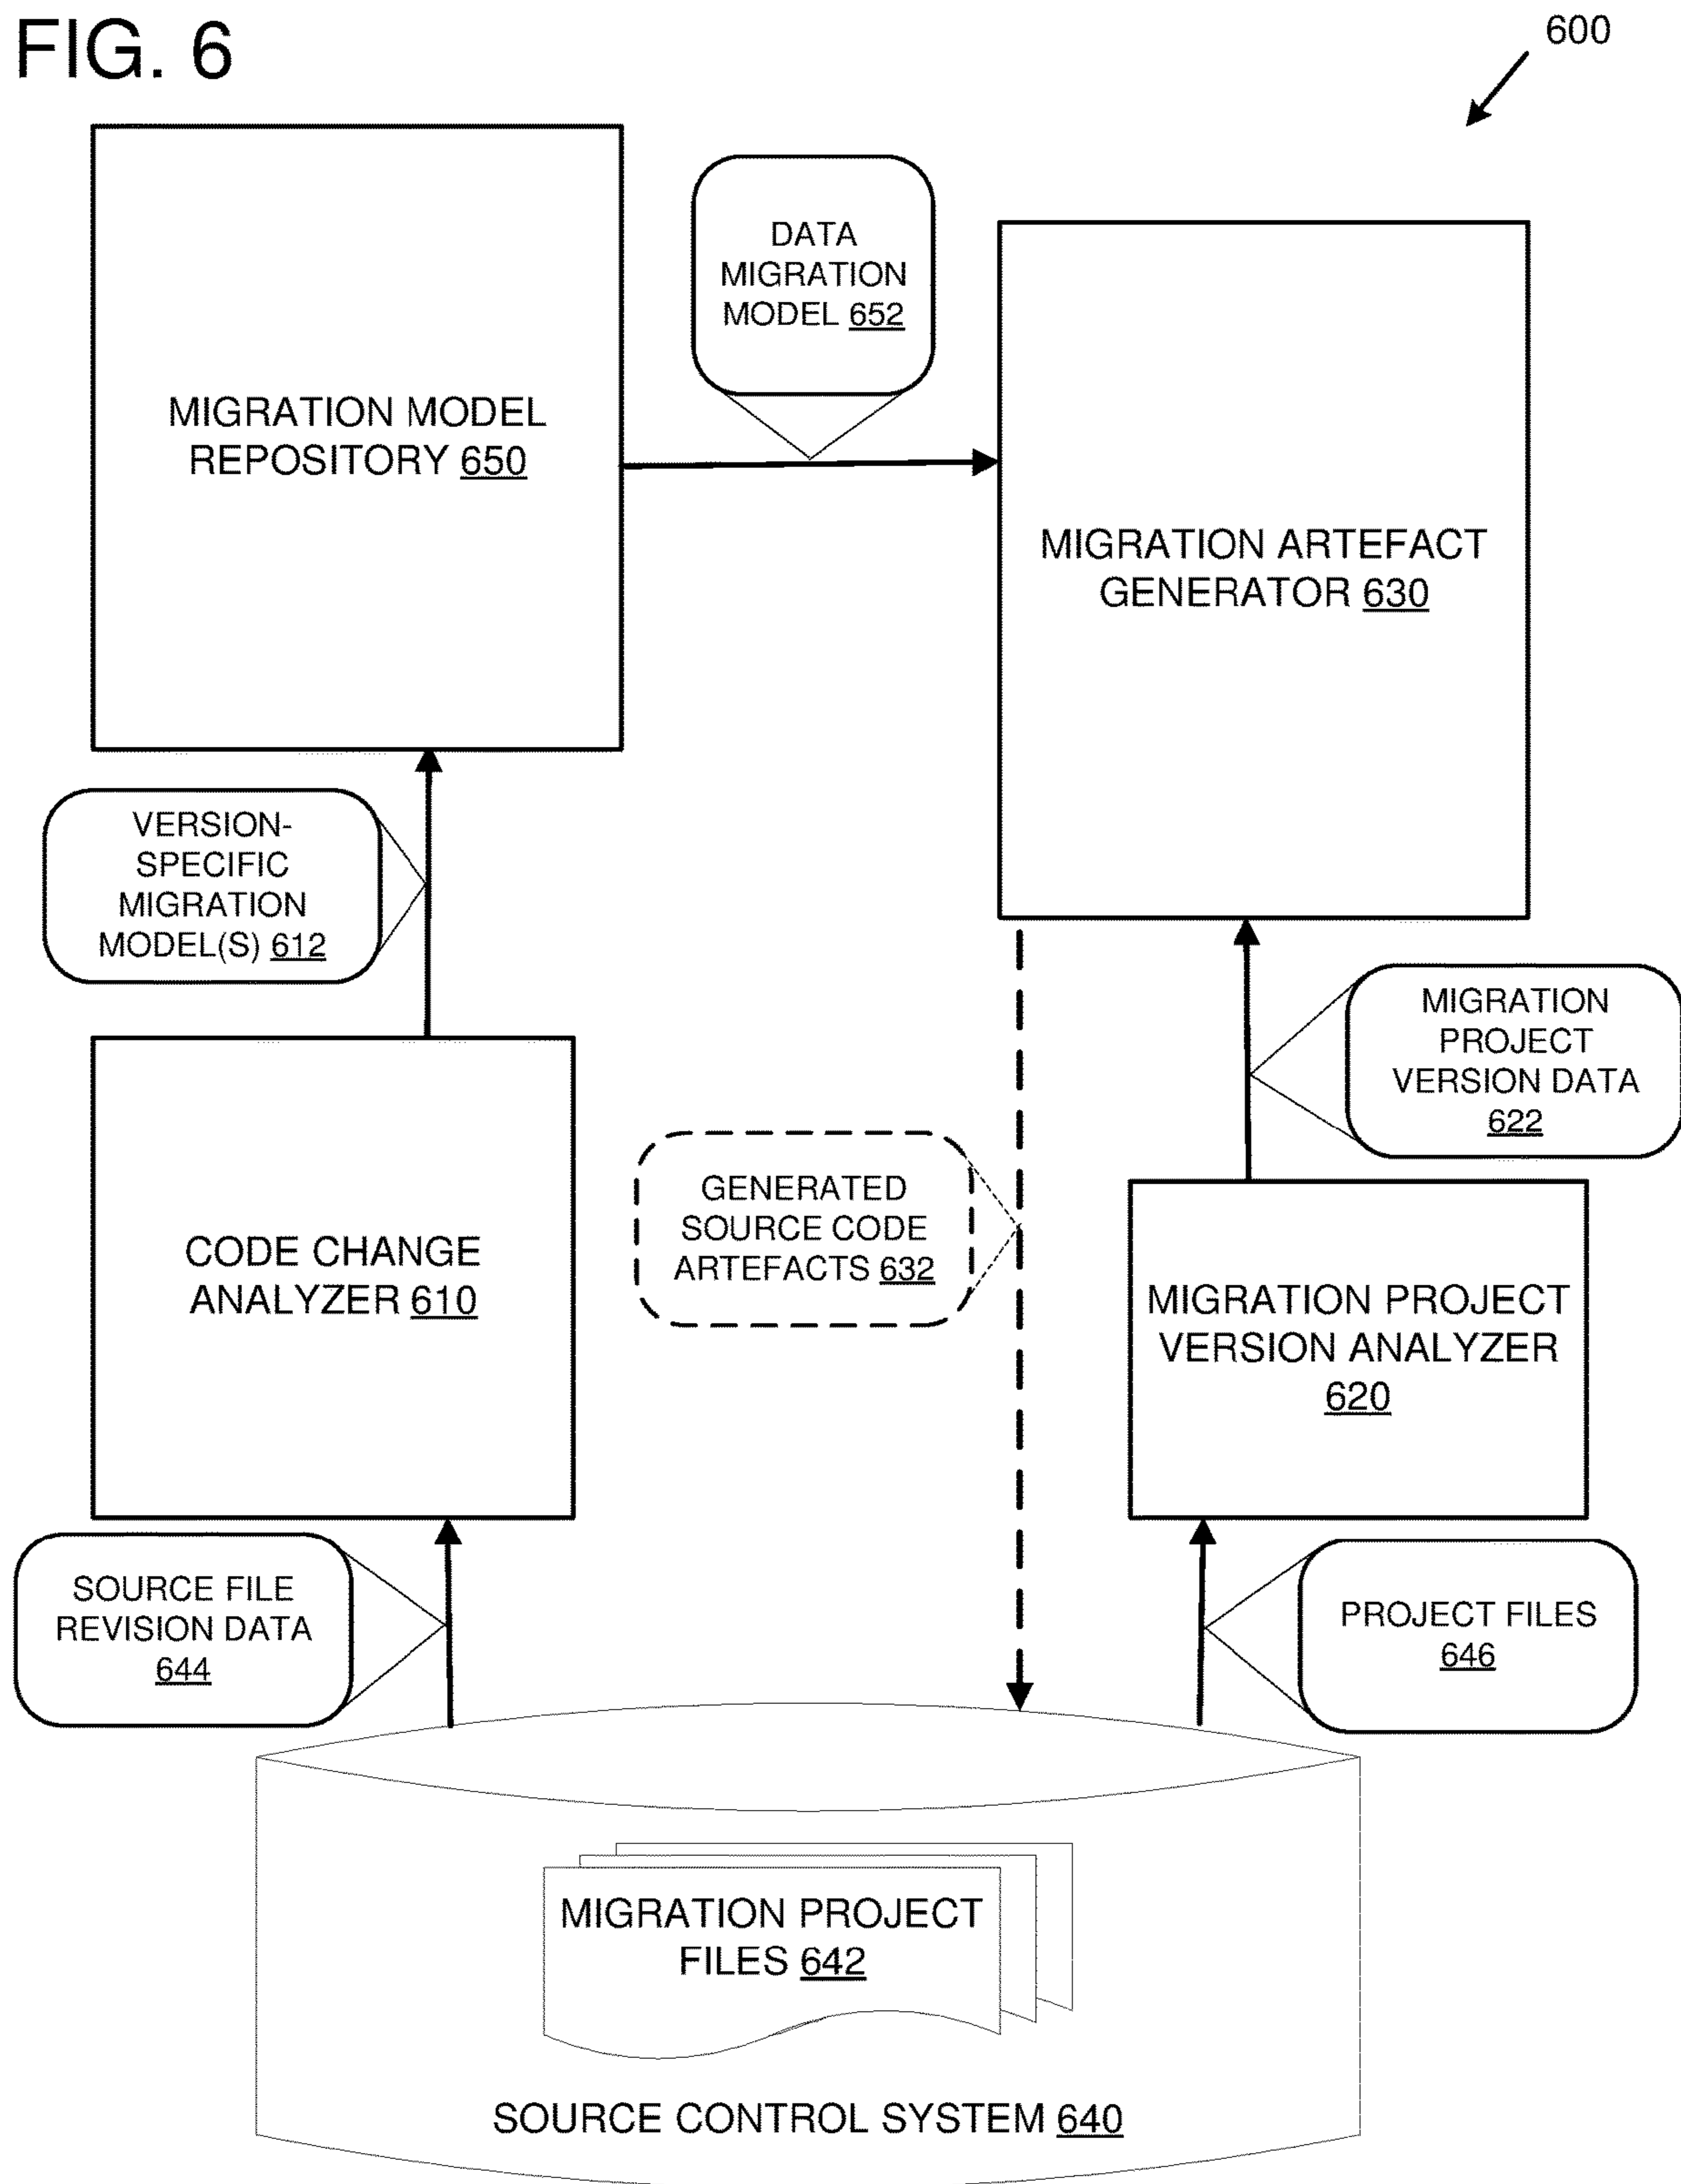 FIG. 6
600
DATA
MIGRATION
MODEL 652
MIGRATION MODEL
REPOSITORY 650
MIGRATION ARTEFACT
GENERATOR 630
VERSION-
SPECIFIC
MIGRATION
MODEL(S) 612
MIGRATION
PROJECT
VERSION DATA
622
GENERATED
SOURCE CODE
ARTEFACTS 632
CODE CHANGE
ANALYZER 610
MIGRATION PROJECT
VERSION ANALYZER
620
SOURCE FILE
REVISION DATA
644
PROJECT FILES
646
MIGRATION PROJECT
FILES 642
SOURCE CONTROL SYSTEM 640